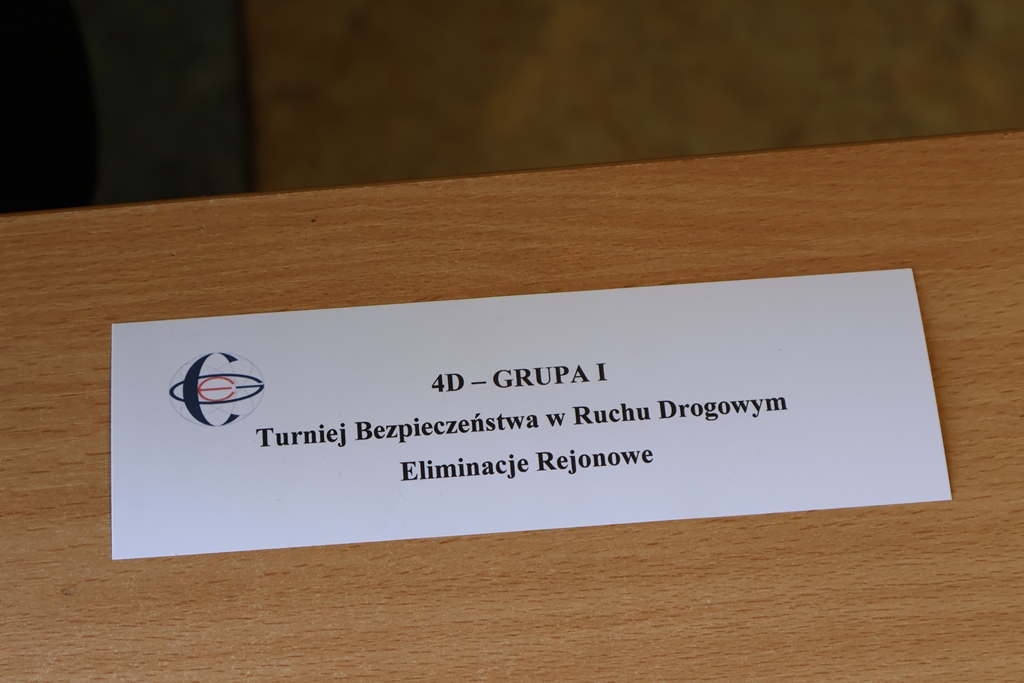 4D – GRUPA I
Turniej Bezpieczeństwa w Ruchu Drogowym
Eliminacje Rejonowe